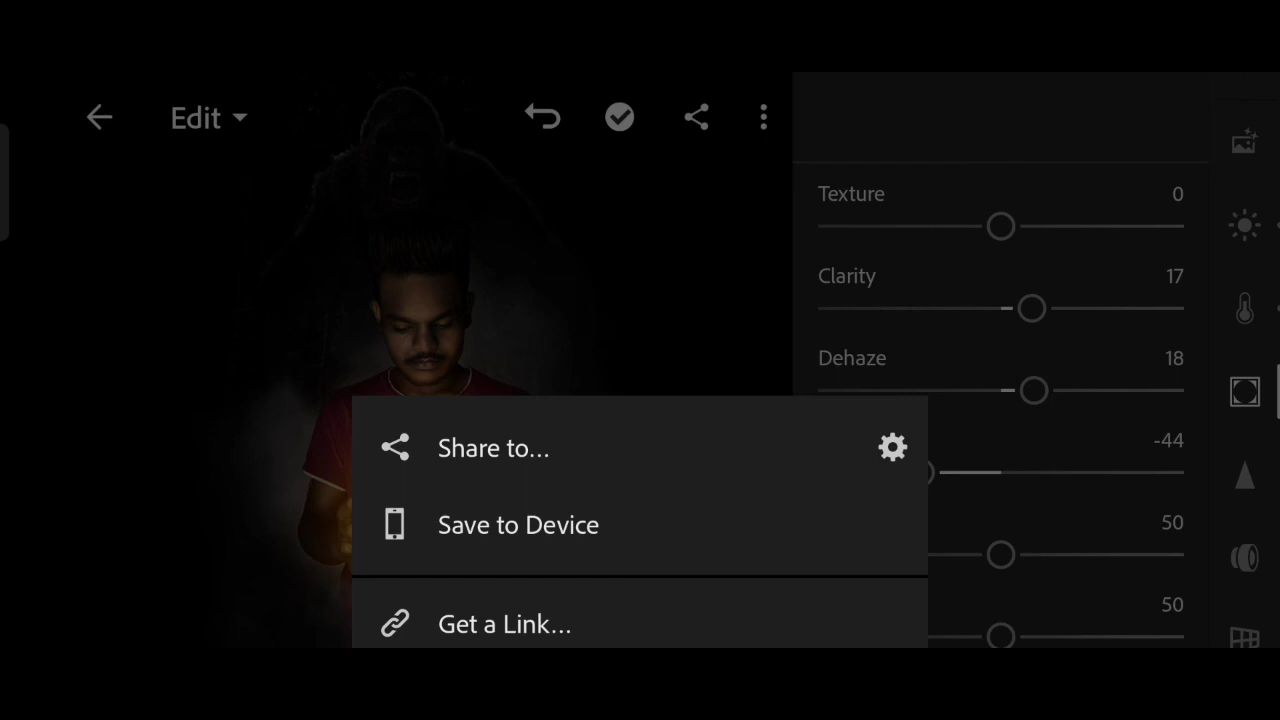 Edit
Texture 0
Clarity 17
Dehaze 18
-44
50
50
Share to...
Save to Device
Get a Link...